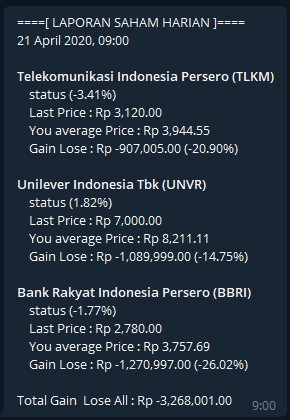 ====[ LAPORAN SAHAM HARIAN ]====
21 April 2020, 09:00
Telekomunikasi Indonesia Persero (TLKM)
status (-3.41%)
Last Price : Rp 3,120.00
You average Price : Rp 3,944.55
Gain Lose : Rp -907,005.00 (-20.90%)
Unilever Indonesia Tbk (UNVR)
status (1.82%)
Last Price : Rp 7,000.00
You average Price : Rp 8,211.11
Gain Lose : Rp -1,089,999.00 (-14.75%)
Bank Rakyat Indonesia Persero (BBRI)
status (-1.77%)
Last Price : Rp 2,780.00
You average Price : Rp 3,757.69
Gain Lose : Rp -1,270,997.00 (-26.02%)
Total Gain Lose All : Rp -3,268,001.00
9:00